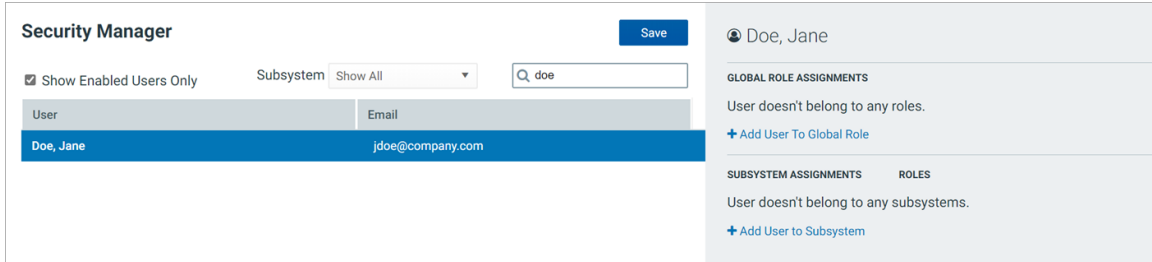 Security Manager
Save
Show Enabled Users Only
Subsystem
Show All
doe
User
Email
Doe, Jane
jdoe@company.com
Doe, Jane
GLOBAL ROLE ASSIGNMENTS
User doesn't belong to any roles.
+ Add User To Global Role
SUBSYSTEM ASSIGNMENTS
ROLES
User doesn't belong to any subsystems.
+ Add User to Subsystem